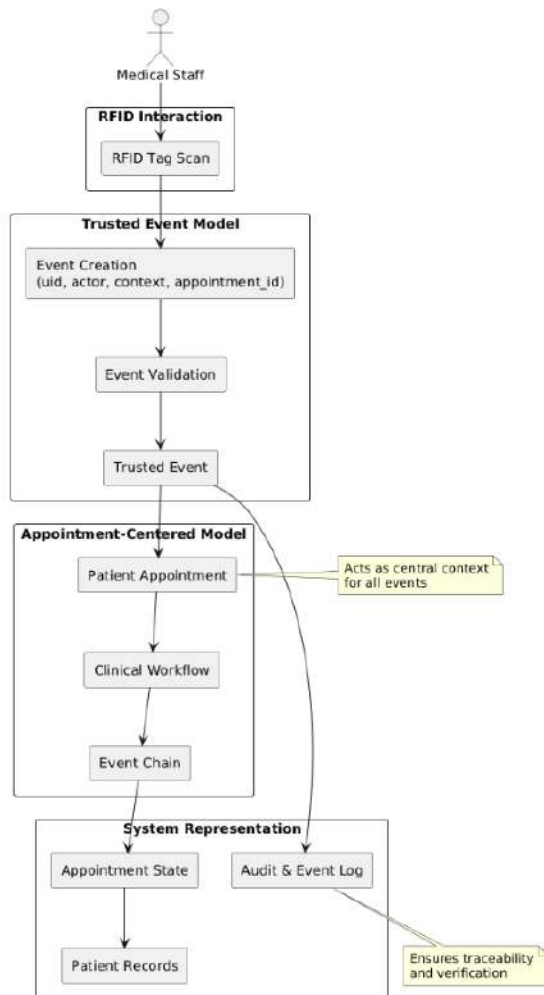 Medical Staff
RFID Interaction
RFID Tag Scan
Trusted Event Model
Event Creation
(uid, actor, context, appointment_id)
Event Validation
Trusted Event
Appointment-Centered Model
Patient Appointment
Acts as central context
for all events
Clinical Workflow
Event Chain
System Representation
Appointment State
Audit & Event Log
Patient Records
Ensures traceability
and verification